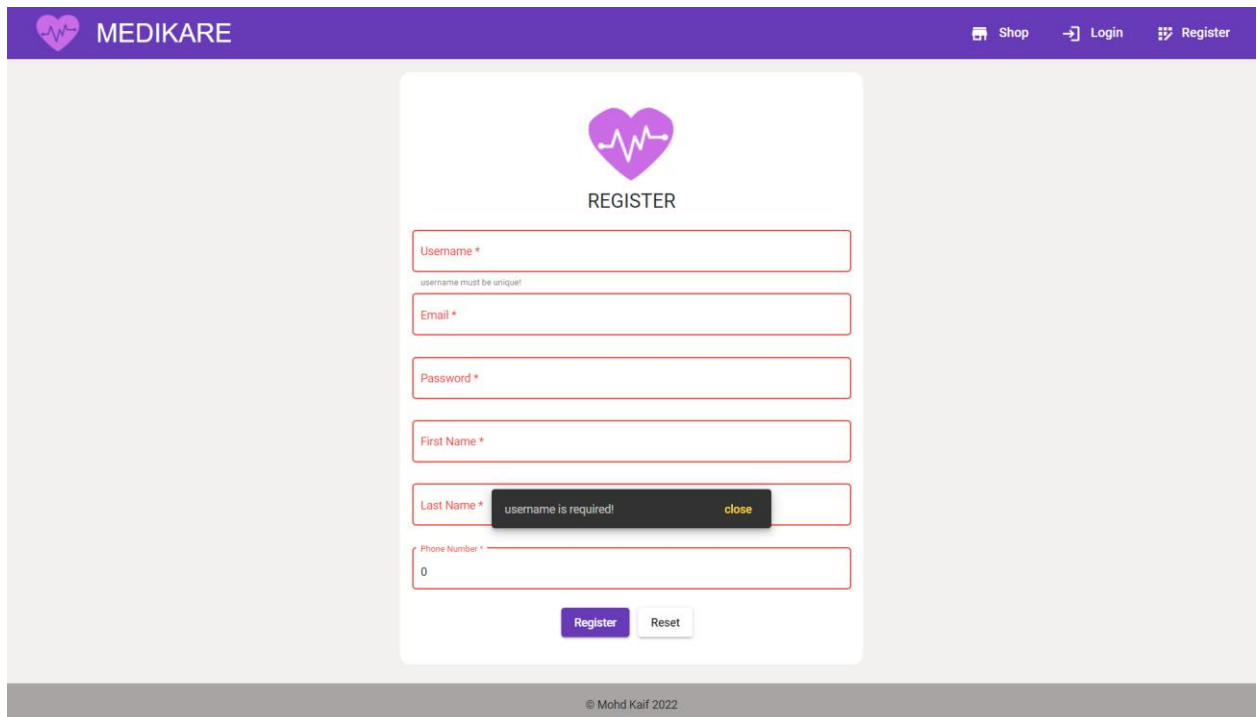 MEDIKARE Shop Login Register
REGISTER
Username *
username must be unique!
Email *
Password *
First Name *
Last Name *
username is required! close
Phone Number *
0
Register Reset
© Mohd Kaif 2022